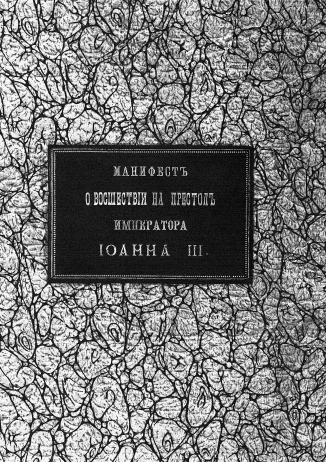 МАНИФЕСТЪ
О ВОСШЕСТВІИ НА ПРЕСТОЛЪ
ИМПЕРАТОРА
ІОАННА III.